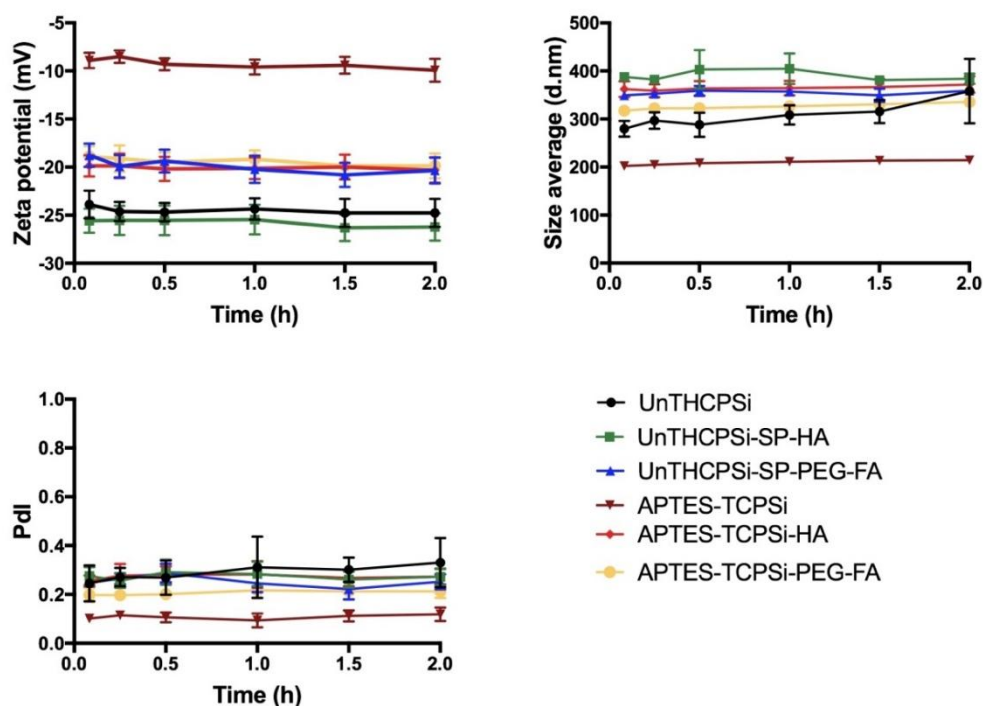 Zeta potential (mV)
-5
-10
-15
-20
-25
-30
0.0 0.5 1.0 1.5 2.0
Time (h)
Size average (d.nm)
500
400
300
200
100
0
0.0 0.5 1.0 1.5 2.0
Time (h)
PdI
1.0
0.8
0.6
0.4
0.2
0.0
0.0 0.5 1.0 1.5 2.0
Time (h)
UnTHCPSi
UnTHCPSi-SP-HA
UnTHCPSi-SP-PEG-FA
APTES-TCPSi
APTES-TCPSi-HA
APTES-TCPSi-PEG-FA